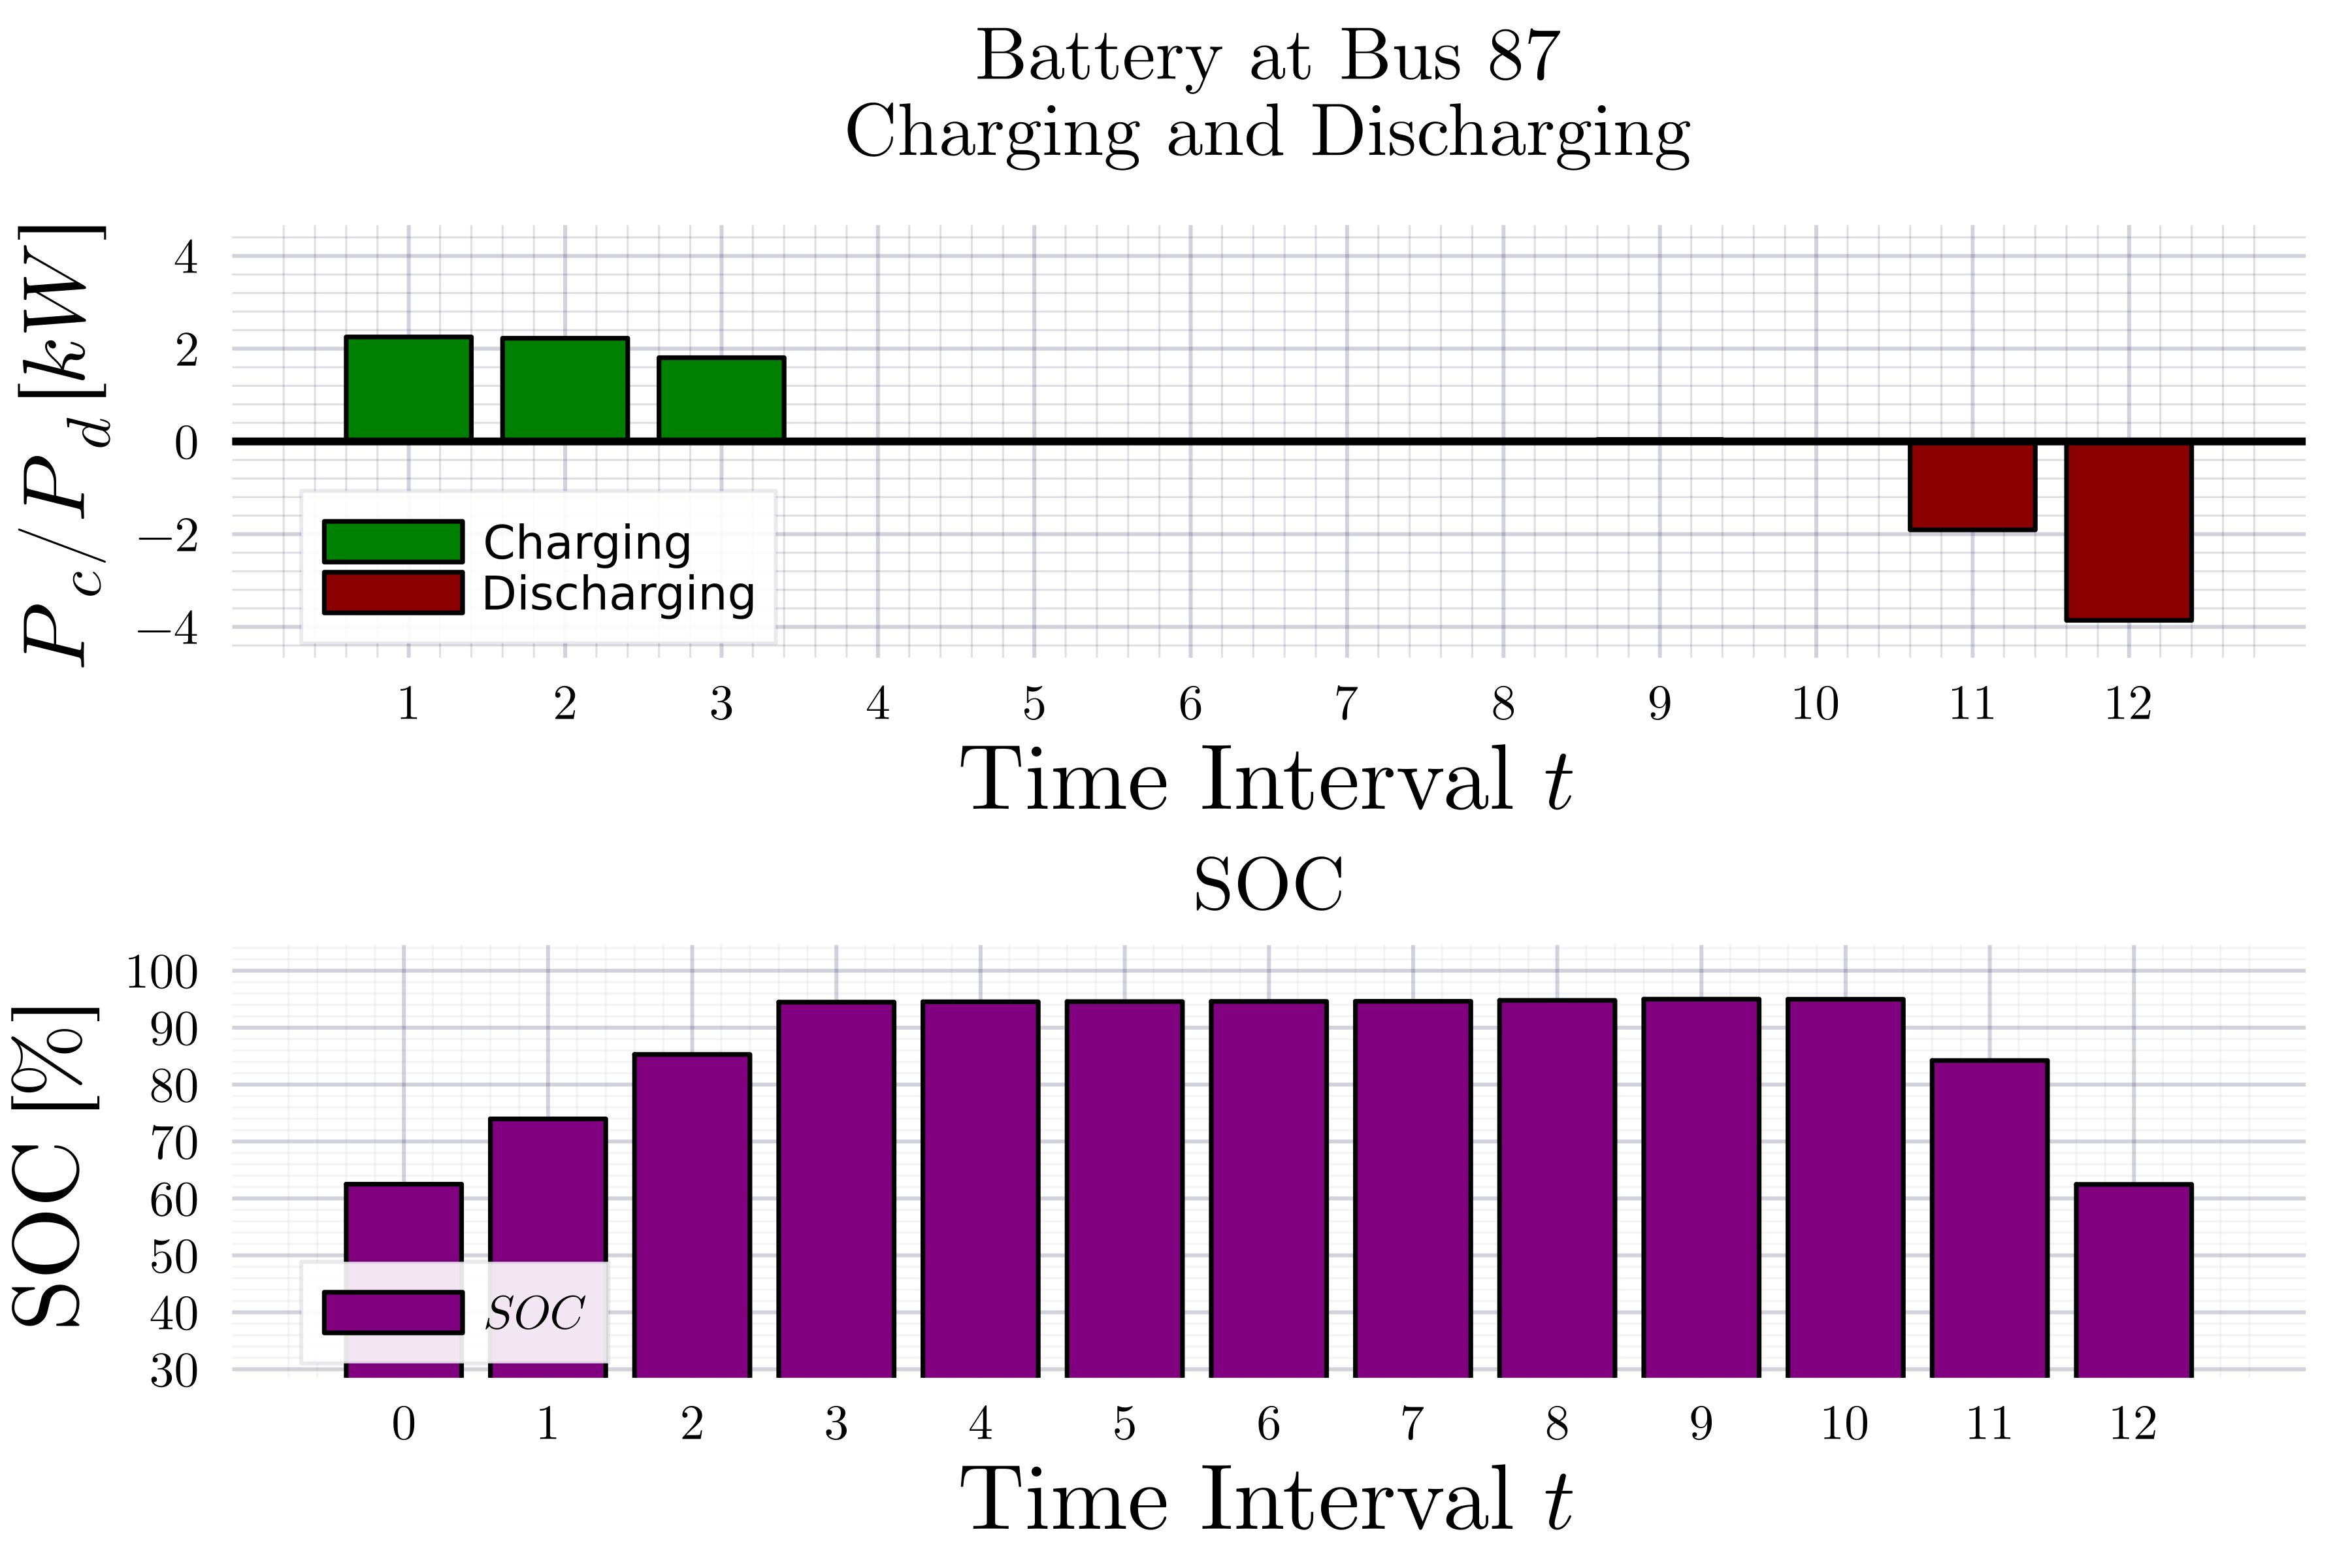 Battery at Bus 87
Charging and Discharging
P_c/P_d [kW]
4
2
0
−2
−4
Charging
Discharging
1 2 3 4 5 6 7 8 9 10 11 12
Time Interval t
SOC
SOC [%]
100
90
80
70
60
50
40
30
SOC
0 1 2 3 4 5 6 7 8 9 10 11 12
Time Interval t